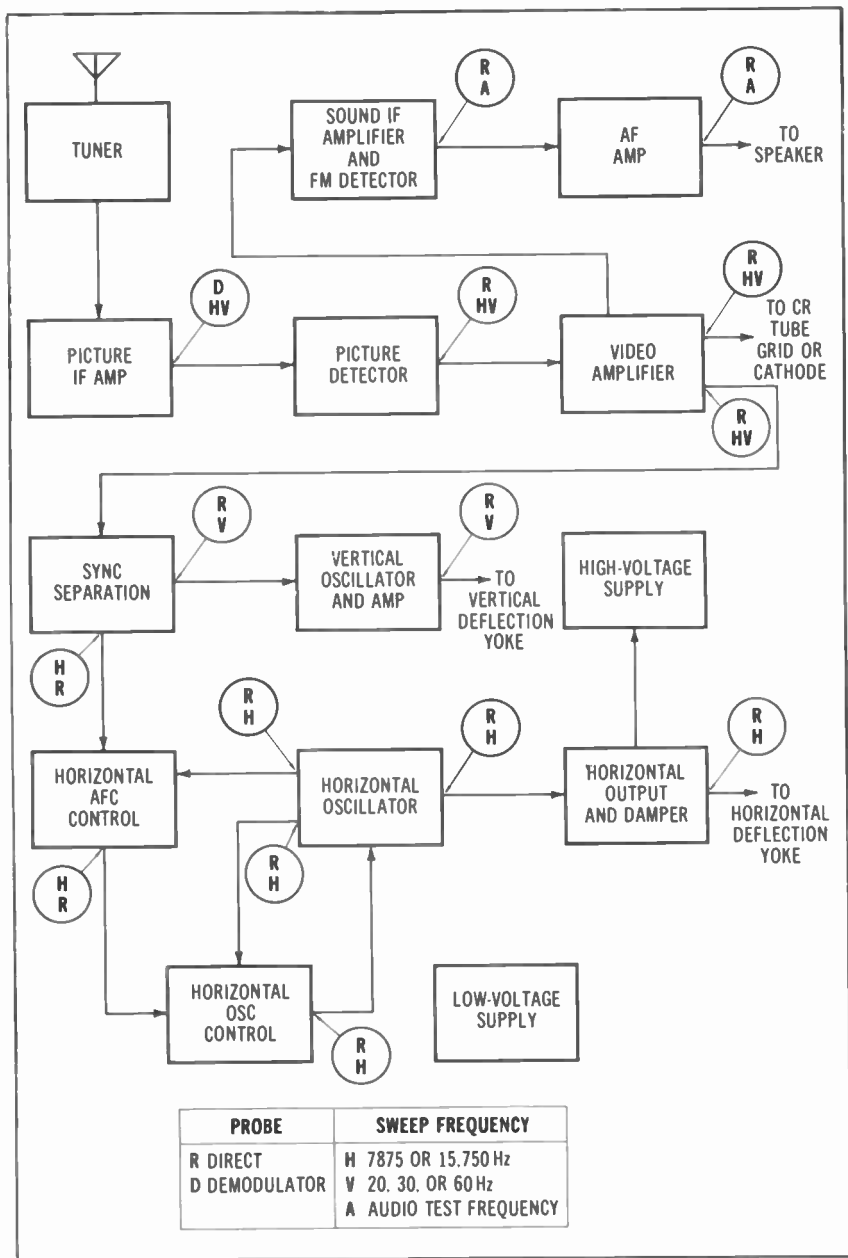 TUNER
SOUND IF
AMPLIFIER
AND
FM DETECTOR
R
A
AF
AMP
R
A
TO
SPEAKER
PICTURE
IF AMP
D
HV
PICTURE
DETECTOR
R
HV
VIDEO
AMPLIFIER
R
HV
TO CR
TUBE
GRID OR
CATHODE
R
HV
SYNC
SEPARATION
R
V
VERTICAL
OSCILLATOR
AND AMP
R
V
TO
VERTICAL
DEFLECTION
YOKE
HIGH-VOLTAGE
SUPPLY
H
R
HORIZONTAL
AFC
CONTROL
R
H
HORIZONTAL
OSCILLATOR
R
H
HORIZONTAL
OUTPUT
AND DAMPER
R
H
TO
HORIZONTAL
DEFLECTION
YOKE
H
R
R
H
HORIZONTAL
OSC
CONTROL
R
H
LOW-VOLTAGE
SUPPLY
PROBE SWEEP FREQUENCY
R DIRECT H 7875 OR 15.750 Hz
D DEMODULATOR V 20. 30. OR 60 Hz
A AUDIO TEST FREQUENCY